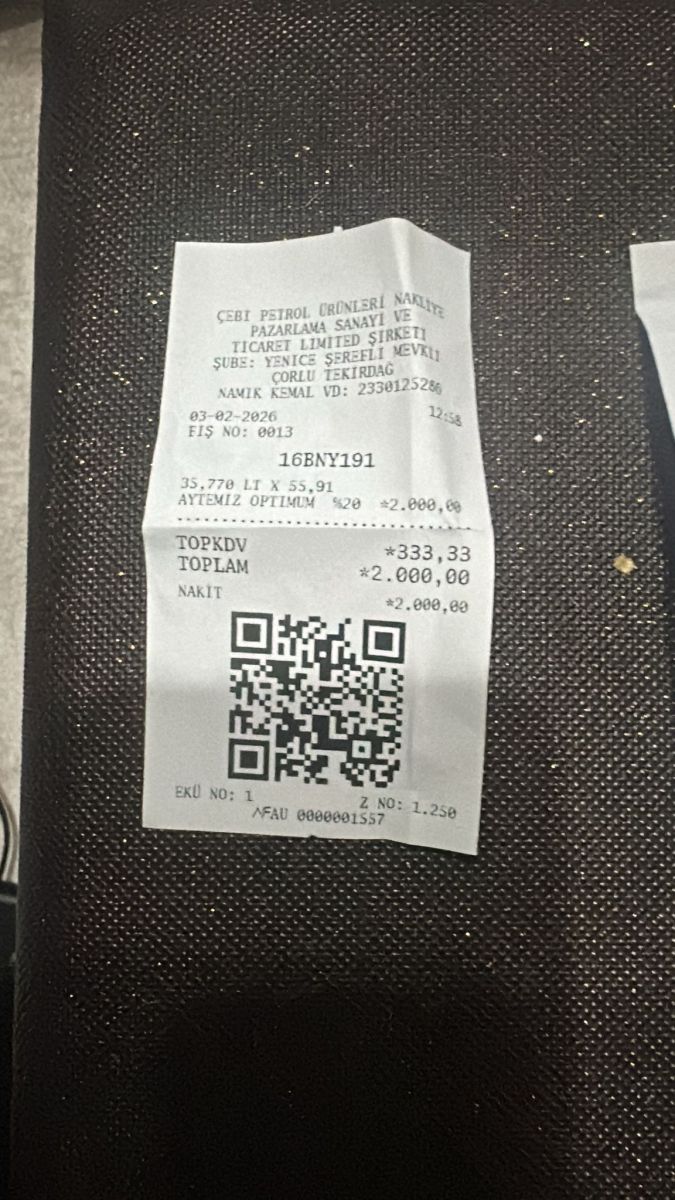 ÇEBİ PETROL ÜRÜNLERİ NAKLİYE
PAZARLAMA SANAYİ VE
TİCARET LİMİTED ŞİRKETİ
ŞUBE: YENİCE ŞEREFLİ MEVKİİ
ÇORLU TEKİRDAĞ
NAMIK KEMAL VD: 2330125286
03-02-2026 12:58
FİŞ NO: 0013
16BNY191
35,770 LT X 55,91
AYTEMİZ OPTIMUM %20 *2.000,00
TOPKDV *333,33
TOPLAM *2.000,00
NAKİT *2.000,00
EKÜ NO: 1 Z NO: 1.250
AU 0000001557